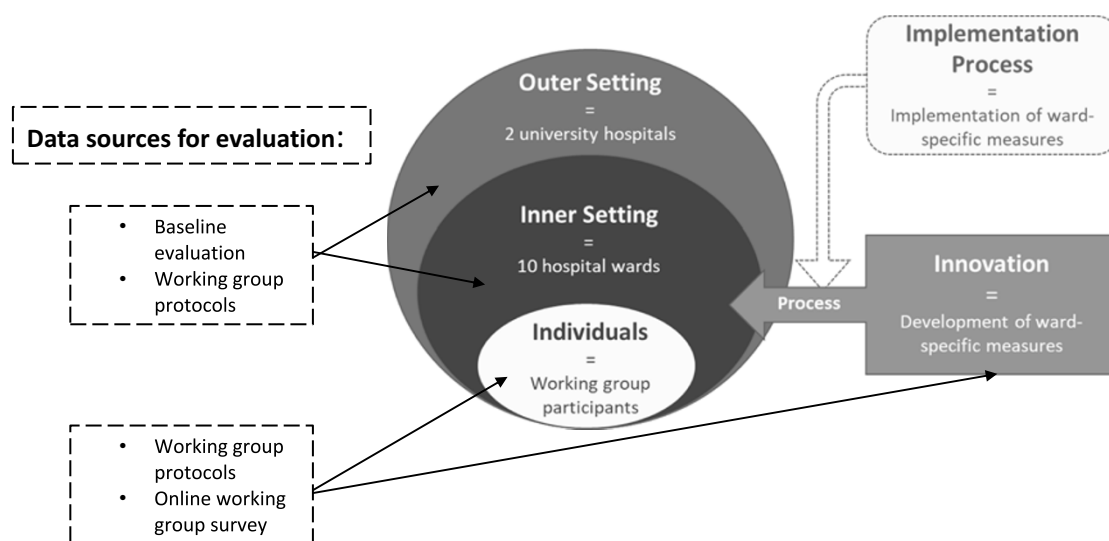 Data sources for evaluation:
• Baseline
evaluation
• Working group
protocols
• Working group
protocols
• Online working
group survey
Outer Setting
=
2 university hospitals
Inner Setting
=
10 hospital wards
Individuals
=
Working group
participants
Implementation
Process
=
Implementation of ward-
specific measures
Process
Innovation
=
Development of ward-
specific measures